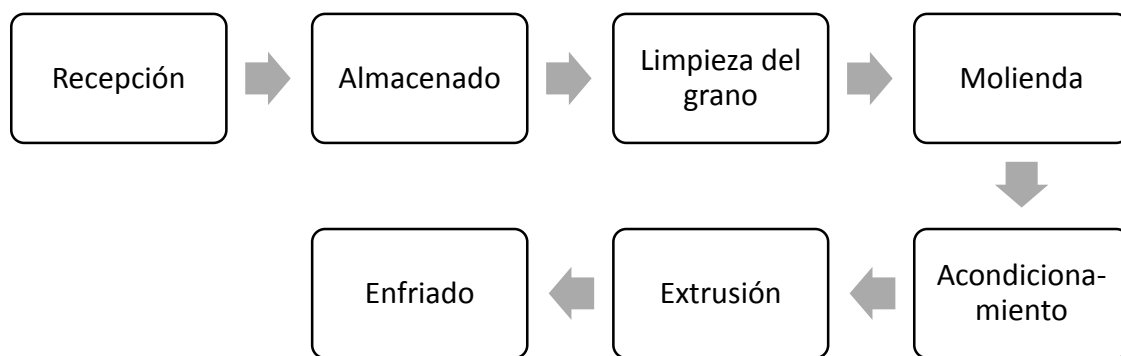 Recepción
Almacenado
Limpieza del
grano
Molienda
Acondiciona-
miento
Extrusión
Enfriado